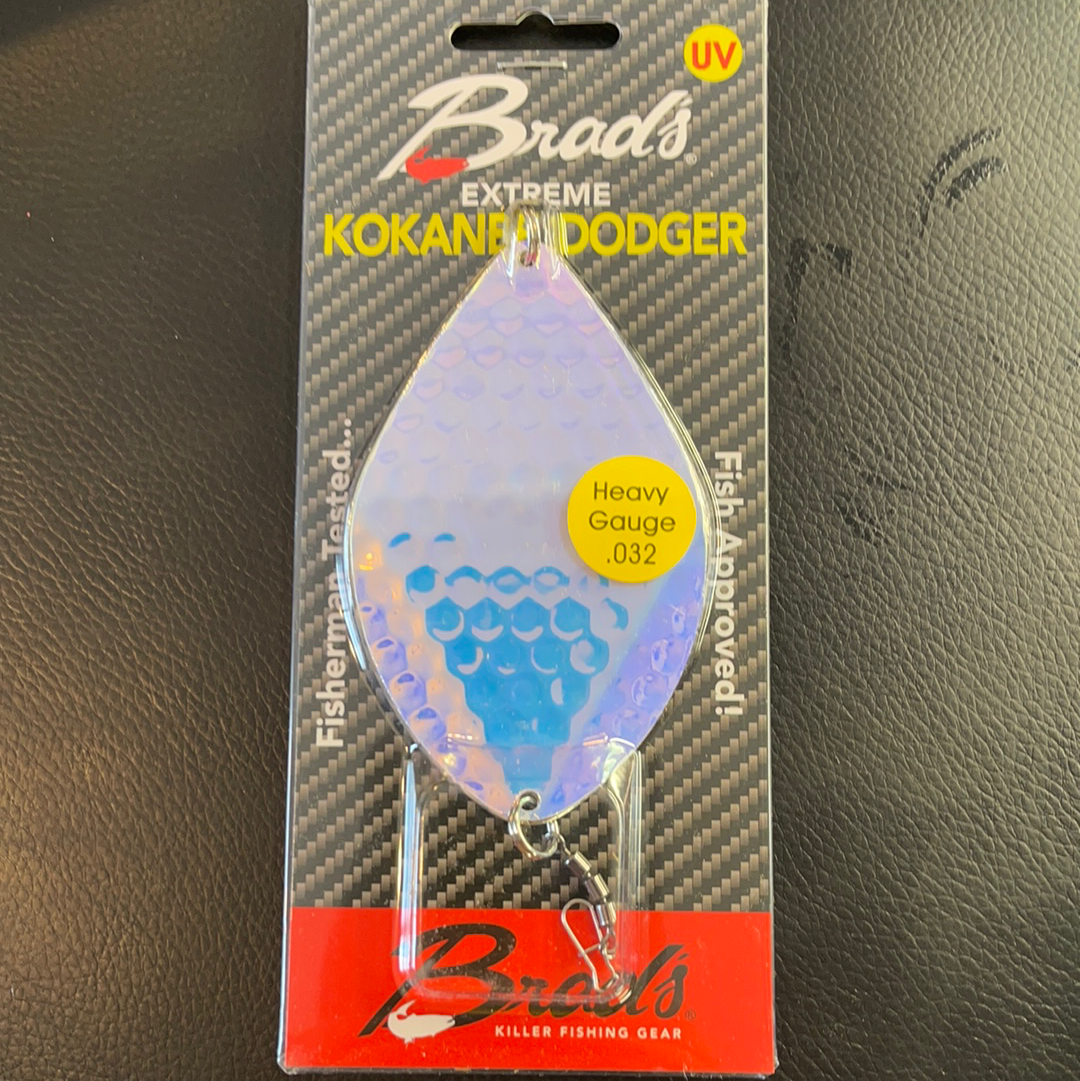 UV
Brad's®
EXTREME
KOKANEE DODGER
Heavy
Gauge
.032
Fisherman Tested...
Fish Approved!
Brad's®
KILLER FISHING GEAR